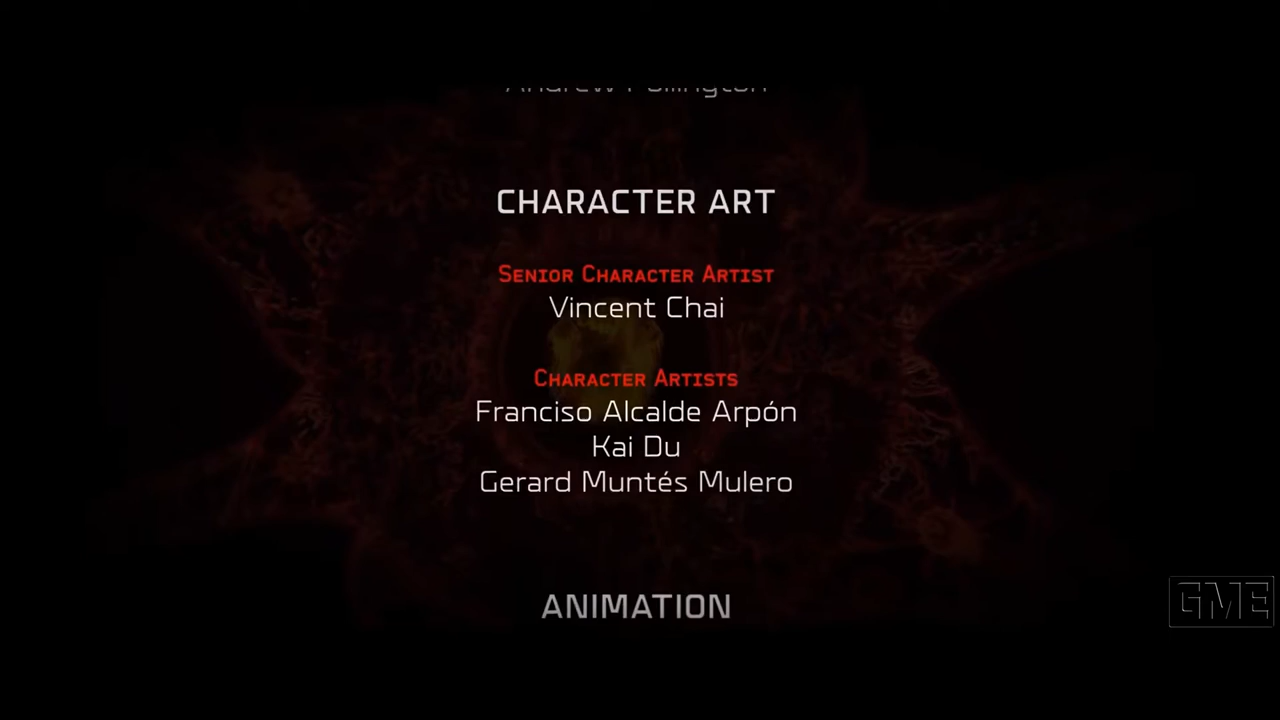 Andrew
CHARACTER ART
Senior Character Artist
Vincent Chai
Character Artists
Franciso Alcalde Arpón
Kai Du
Gerard Muntés Mulero
ANIMATION
GME